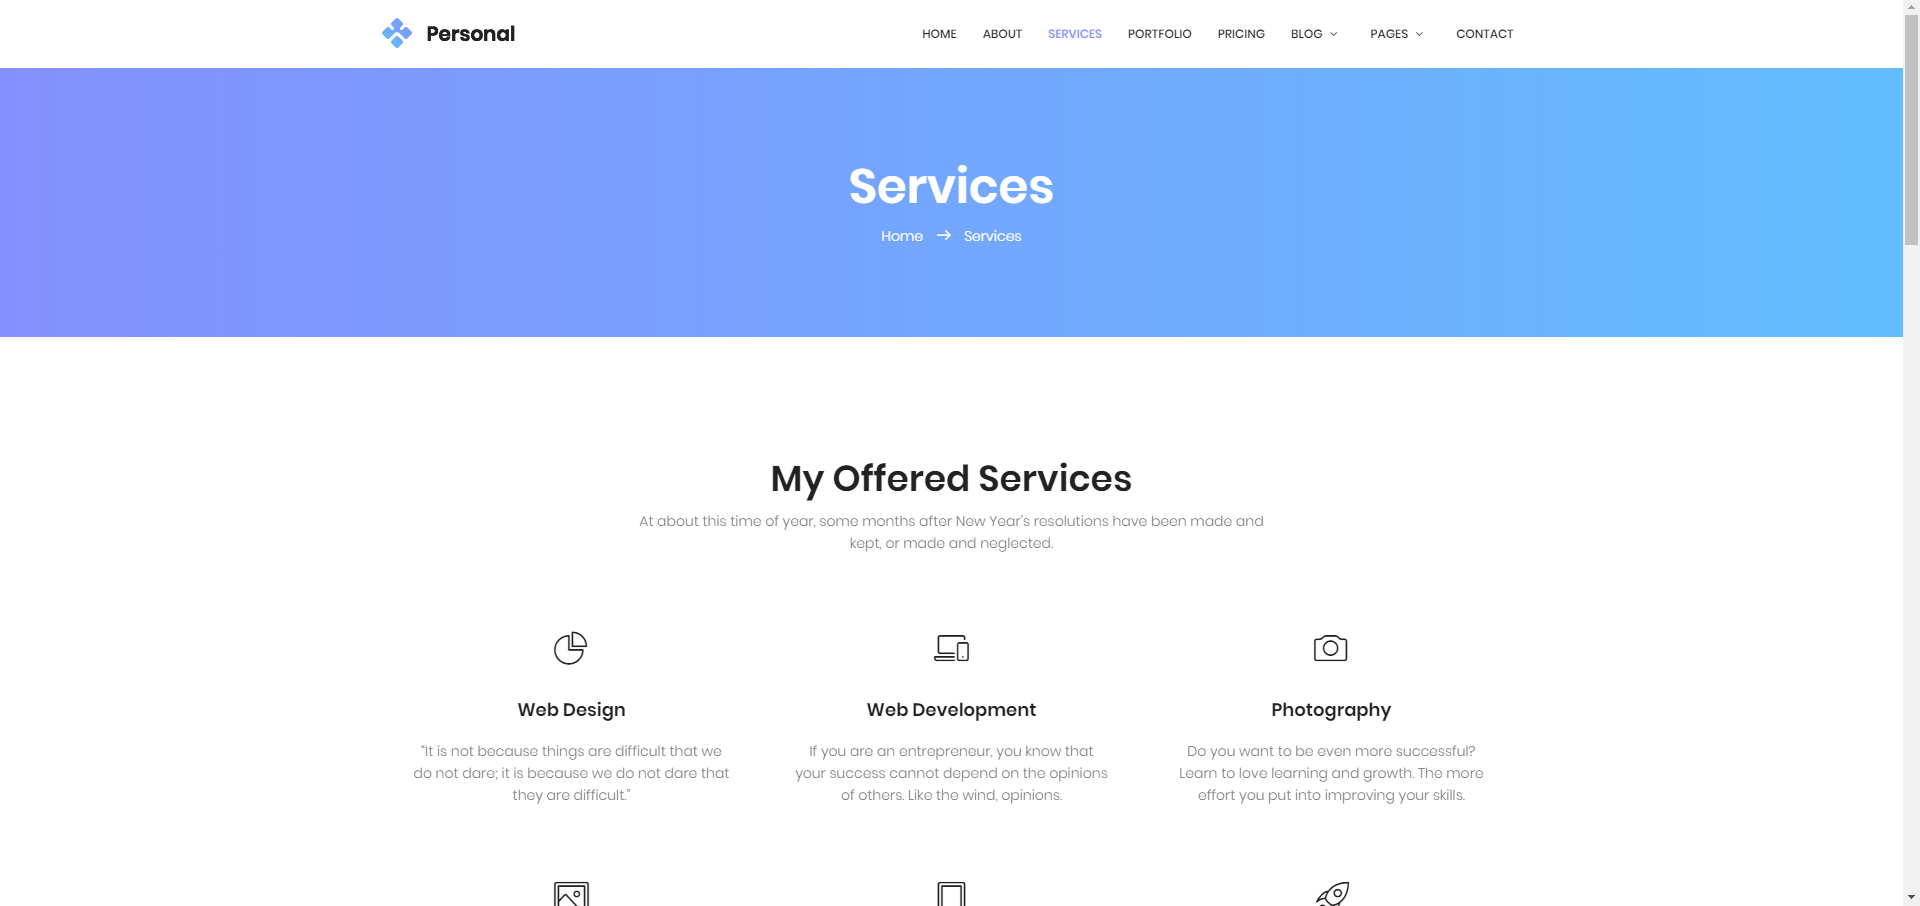 Personal
HOME ABOUT SERVICES PORTFOLIO PRICING BLOG PAGES CONTACT
Services
Home → Services
My Offered Services
At about this time of year, some months after New Year's resolutions have been made and
kept, or made and neglected.
Web Design
"It is not because things are difficult that we
do not dare; it is because we do not dare that
they are difficult."
Web Development
If you are an entrepreneur, you know that
your success cannot depend on the opinions
of others. Like the wind, opinions.
Photography
Do you want to be even more successful?
Learn to love learning and growth. The more
effort you put into improving your skills.